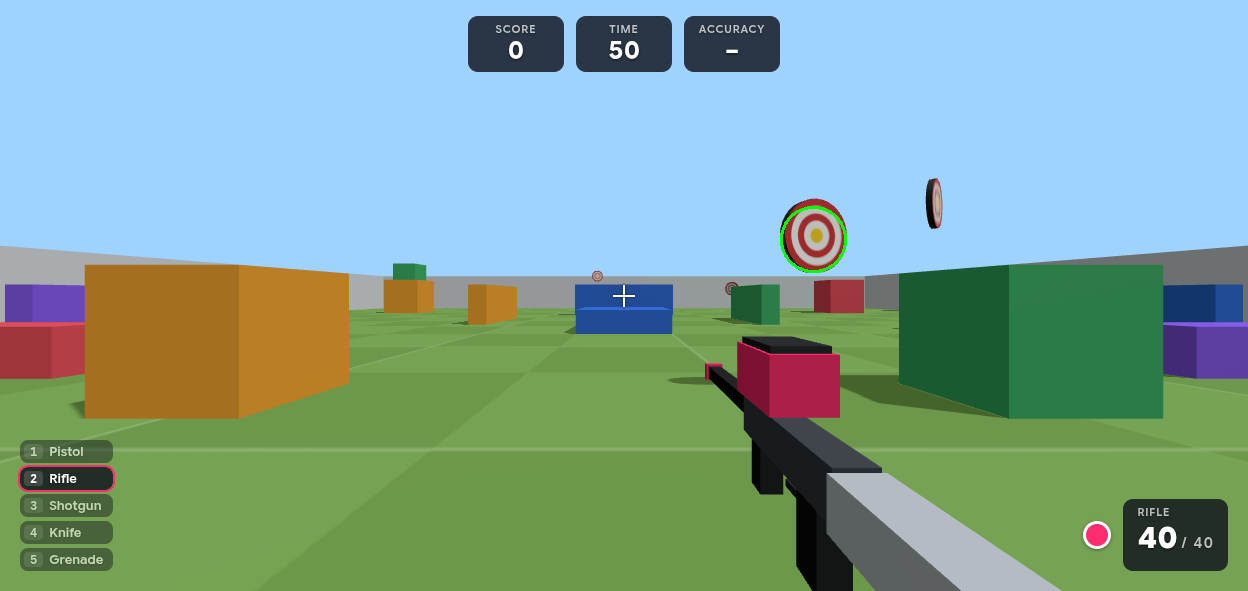 SCORE
0
TIME
50
ACCURACY
–
1 Pistol
2 Rifle
3 Shotgun
4 Knife
5 Grenade
RIFLE
40 / 40